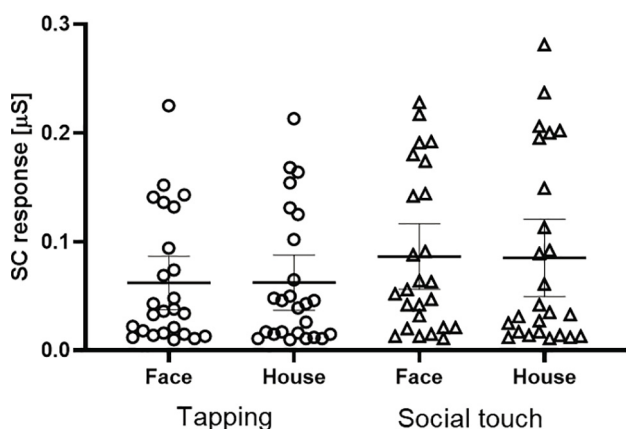 SC response [μS]
0.3
0.2
0.1
0.0
Face House Face House
Tapping Social touch